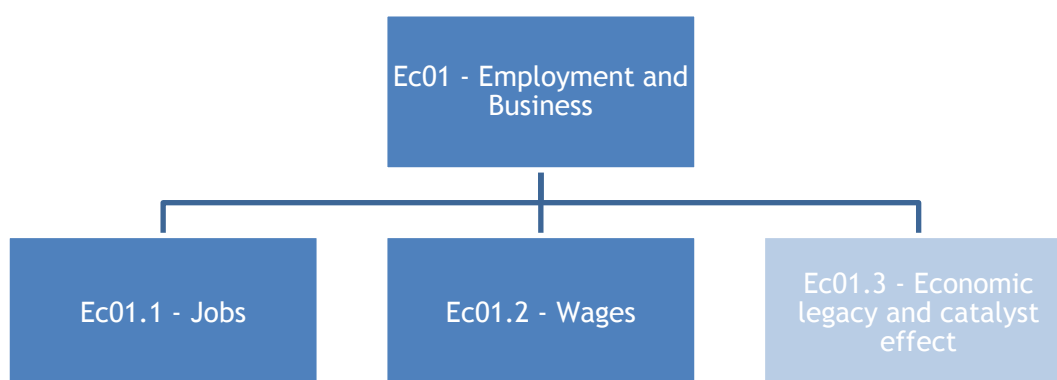 Ec01 - Employment and
Business
Ec01.1 - Jobs
Ec01.2 - Wages
Ec01.3 - Economic
legacy and catalyst
effect